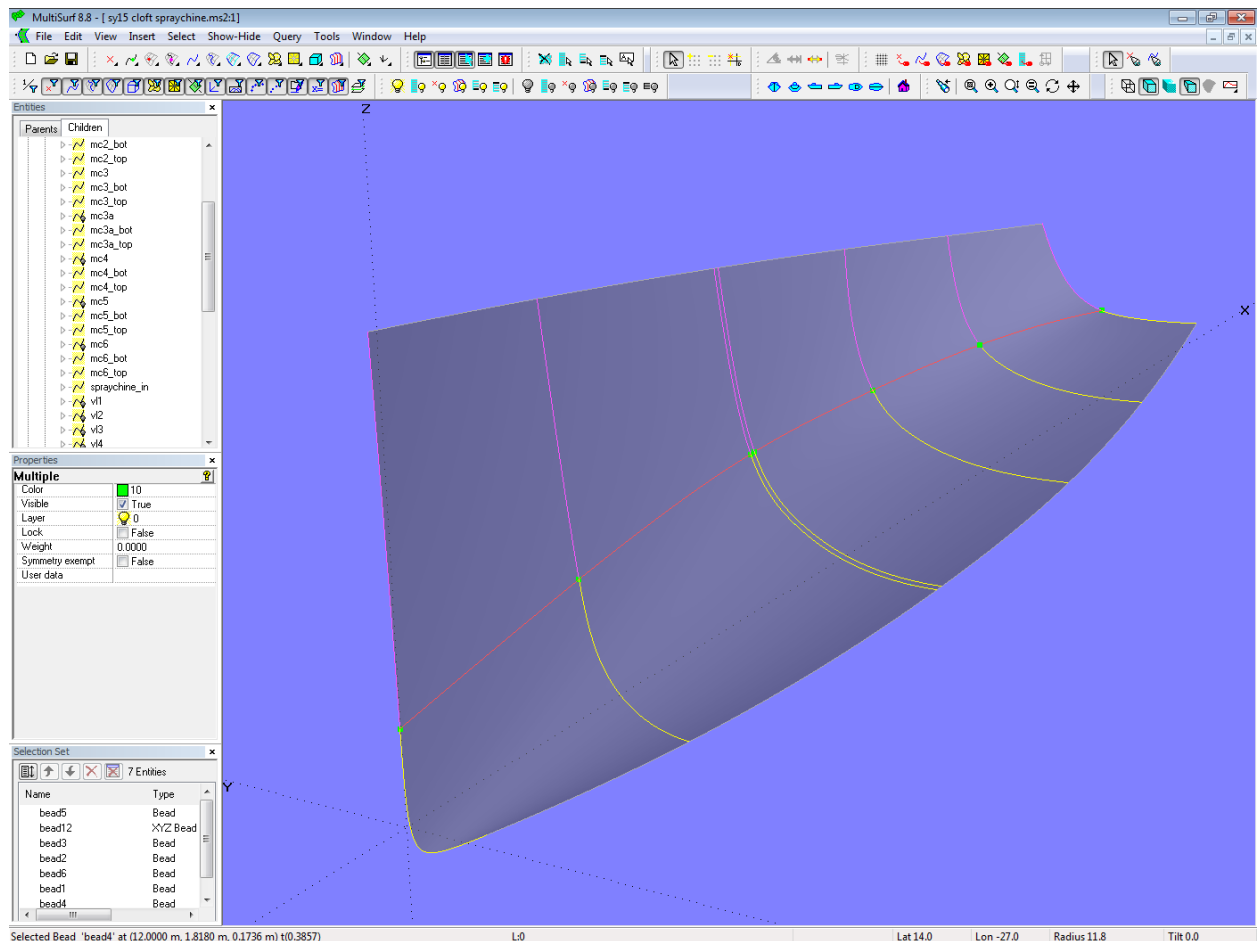 MultiSurf 8.8 - [ sy15 cloft spraychine.ms2:1]
File Edit View Insert Select Show-Hide Query Tools Window Help
Entities
Parents Children
mc2_bot
mc2_top
mc3
mc3_bot
mc3_top
mc3a
mc3a_bot
mc3a_top
mc4
mc4_bot
mc4_top
mc5
mc5_bot
mc5_top
mc6
mc6_bot
mc6_top
spraychine_in
vl1
vl2
vl3
vl4
Properties
Multiple
Color 10
Visible True
Layer 0
Lock False
Weight 0.0000
Symmetry exempt False
User data
Selection Set
7 Entities
Name Type
bead5 Bead
bead12 XYZ Bead
bead3 Bead
bead2 Bead
bead6 Bead
bead1 Bead
bead4 Bead
Z
X
Y
Selected Bead 'bead4' at (12.0000 m, 1.8180 m, 0.1736 m) t(0.3857) L:0 Lat 14.0 Lon -27.0 Radius 11.8 Tilt 0.0